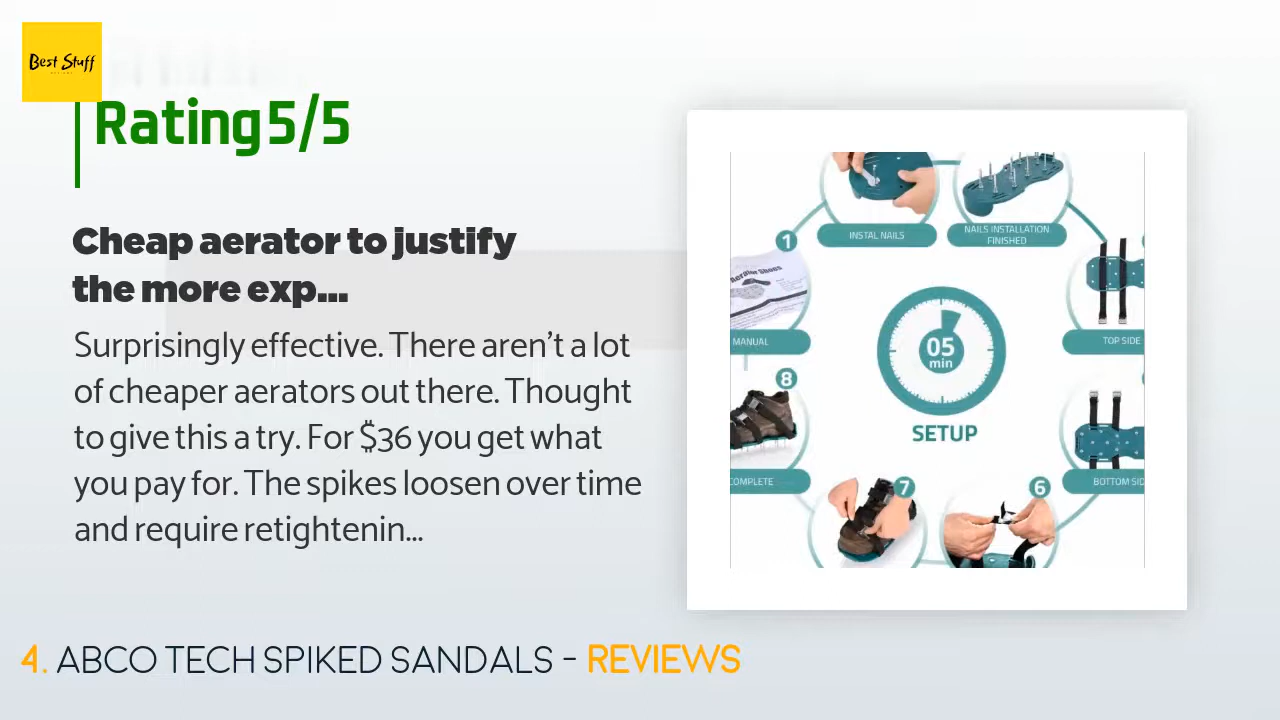 Best Stuff
Rating 5/5
Cheap aerator to justify
the more exp...
Surprisingly effective. There aren't a lot
of cheaper aerators out there. Thought
to give this a try. For $36 you get what
you pay for. The spikes loosen over time
and require retightenin...
INSTAL NAILS
NAILS INSTALLATION
FINISHED
1
Aerator Shoes
MANUAL
TOP SIDE
05
min
SETUP
8
COMPLETE
BOTTOM SID
7
6
4. ABCO TECH SPIKED SANDALS - REVIEWS